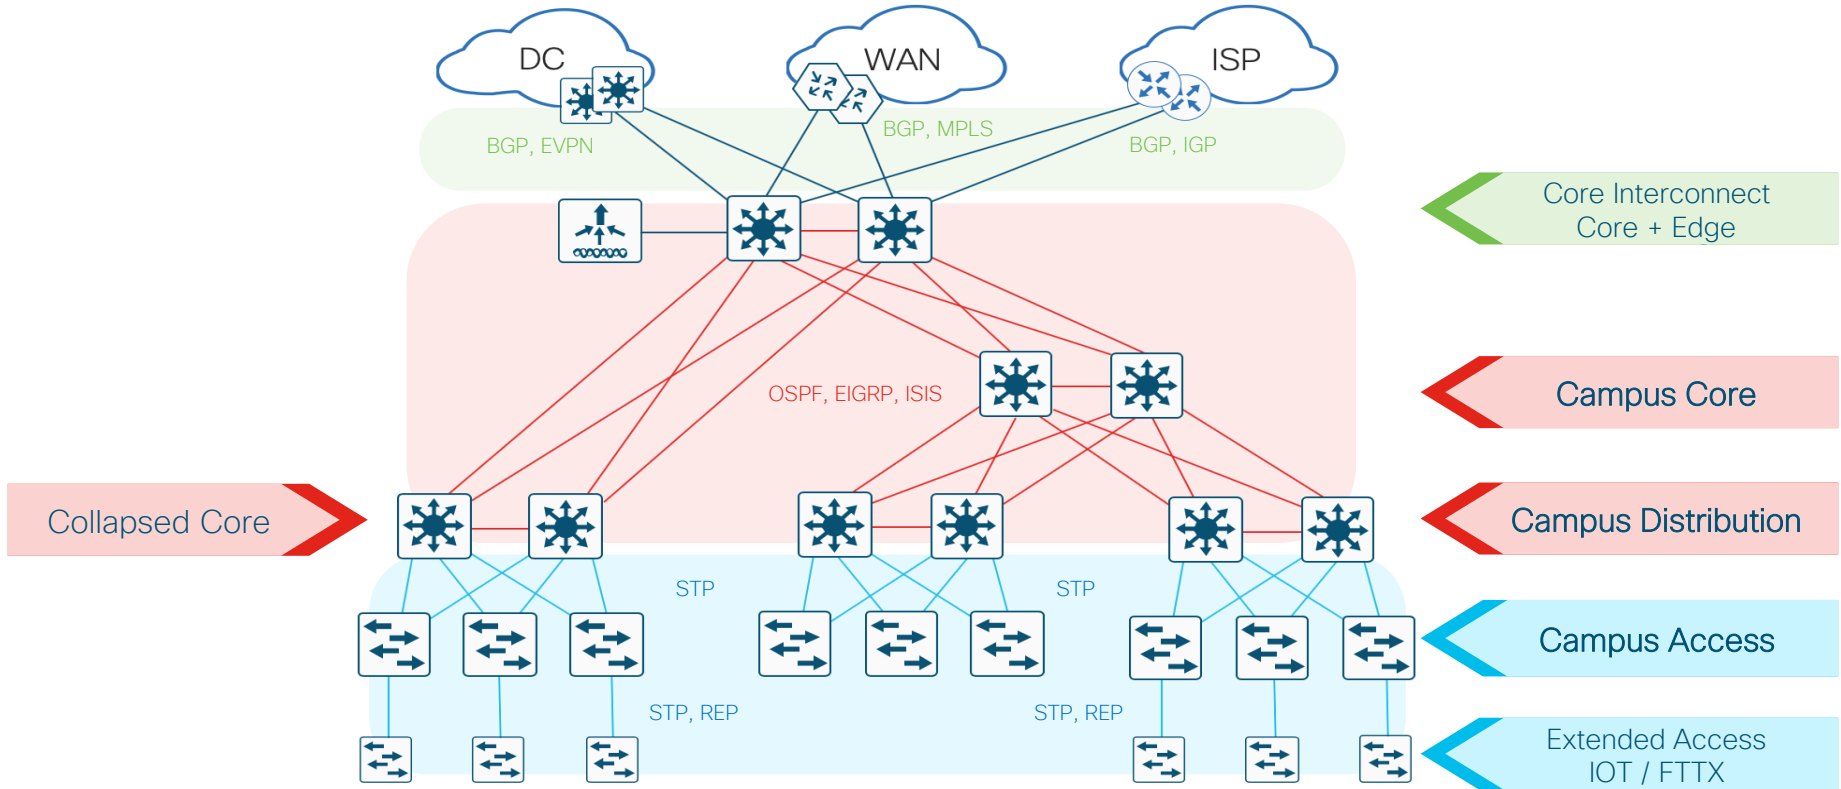 DC
WAN
ISP
BGP, EVPN
BGP, MPLS
BGP, IGP
Core Interconnect
Core + Edge
OSPF, EIGRP, ISIS
Campus Core
Collapsed Core
Campus Distribution
STP
STP
Campus Access
STP, REP
STP, REP
Extended Access
IOT / FTTX